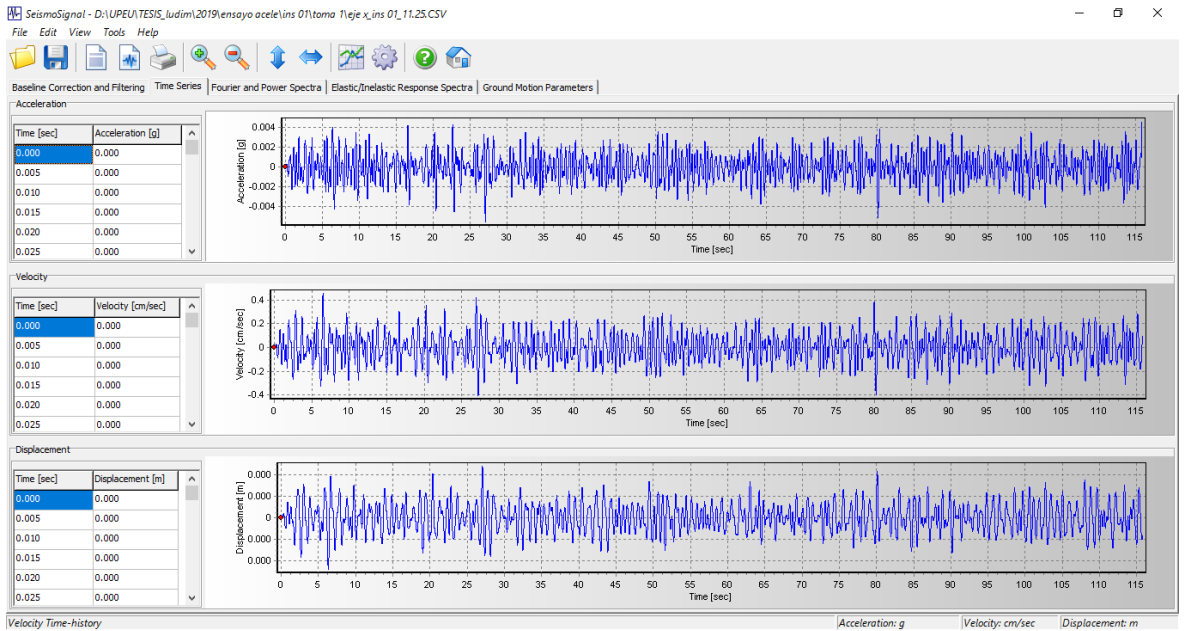 SeismoSignal - D:\UPEU\TESIS_ludim\2019\ensayo acele\ins 01\toma 1\eje x_ins 01_11.25.CSV
File Edit View Tools Help
Baseline Correction and Filtering Time Series Fourier and Power Spectra Elastic/Inelastic Response Spectra Ground Motion Parameters
Acceleration
Time [sec] Acceleration [g]
0.000 0.000
0.005 0.000
0.010 0.000
0.015 0.000
0.020 0.000
0.025 0.000
Acceleration [g]
0.004
0.002
0
-0.002
-0.004
0 5 10 15 20 25 30 35 40 45 50 55 60 65 70 75 80 85 90 95 100 105 110 115
Time [sec]
Velocity
Time [sec] Velocity [cm/sec]
0.000 0.000
0.005 0.000
0.010 0.000
0.015 0.000
0.020 0.000
0.025 0.000
Velocity [cm/sec]
0.4
0.2
0
-0.2
-0.4
0 5 10 15 20 25 30 35 40 45 50 55 60 65 70 75 80 85 90 95 100 105 110 115
Time [sec]
Displacement
Time [sec] Displacement [m]
0.000 0.000
0.005 0.000
0.010 0.000
0.015 0.000
0.020 0.000
0.025 0.000
Displacement [m]
0.000
0.000
0
0.000
0.000
0 5 10 15 20 25 30 35 40 45 50 55 60 65 70 75 80 85 90 95 100 105 110 115
Time [sec]
Velocity Time-history Acceleration: g Velocity: cm/sec Displacement: m